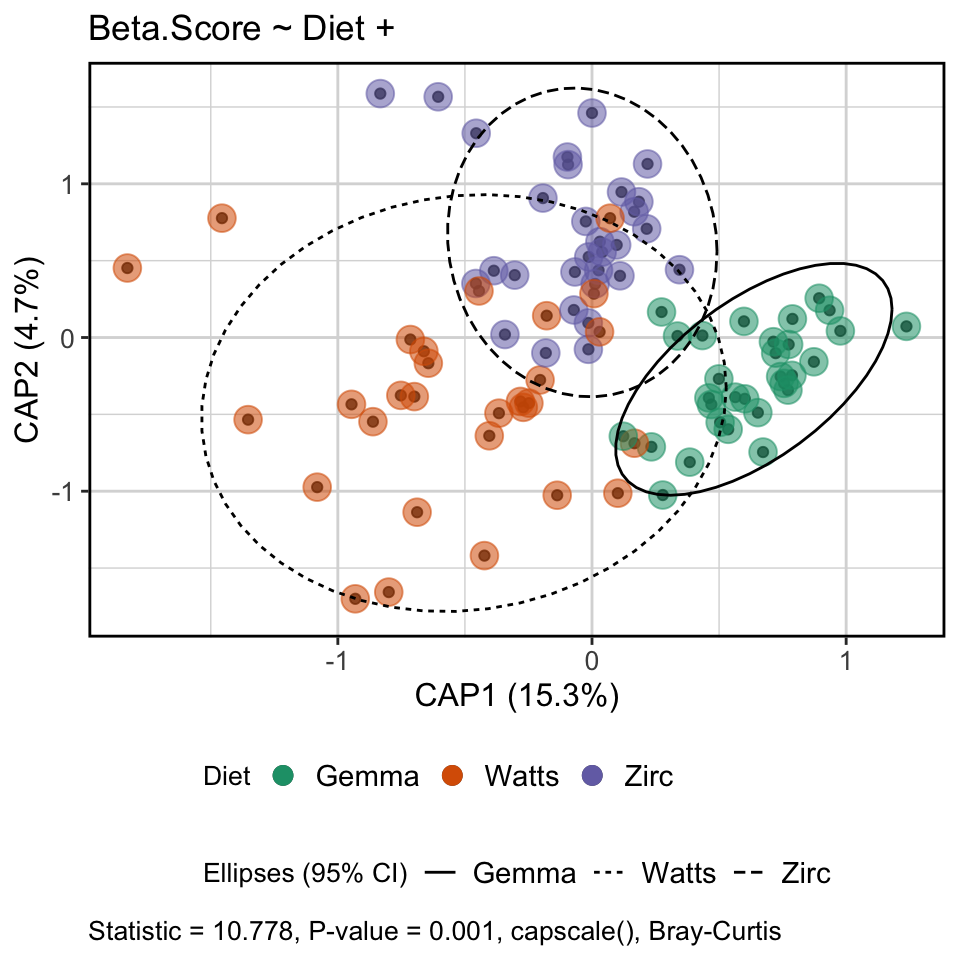 Beta.Score ~ Diet +
CAP2 (4.7%)
1
0
-1
-1
0
1
CAP1 (15.3%)
Diet Gemma Watts Zirc
Ellipses (95% CI) Gemma Watts Zirc
Statistic = 10.778, P-value = 0.001, capscale(), Bray-Curtis